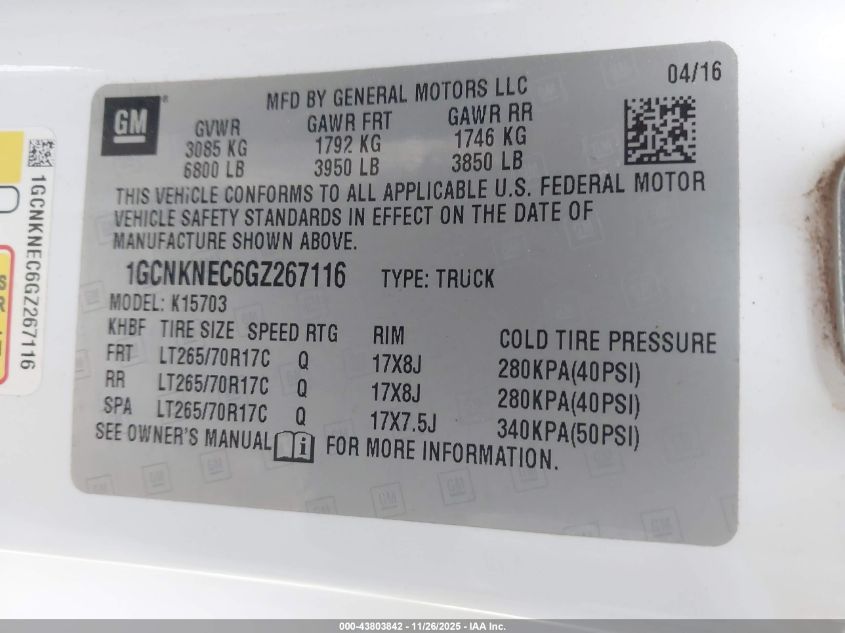 GM ®
MFD BY GENERAL MOTORS LLC
04/16
GVWR GAWR FRT GAWR RR
3085 KG 1792 KG 1746 KG
6800 LB 3950 LB 3850 LB
THIS VEHICLE CONFORMS TO ALL APPLICABLE U.S. FEDERAL MOTOR
VEHICLE SAFETY STANDARDS IN EFFECT ON THE DATE OF
MANUFACTURE SHOWN ABOVE.
1GCNKNEC6GZ267116 TYPE: TRUCK
MODEL: K15703
KHBF TIRE SIZE SPEED RTG RIM COLD TIRE PRESSURE
FRT LT265/70R17C Q 17X8J 280KPA(40PSI)
RR LT265/70R17C Q 17X8J 280KPA(40PSI)
SPA LT265/70R17C Q 17X7.5J 340KPA(50PSI)
SEE OWNER'S MANUAL i FOR MORE INFORMATION.
1GCNKNEC6GZ267116
000-43803842 - 11/26/2025 - IAA Inc.